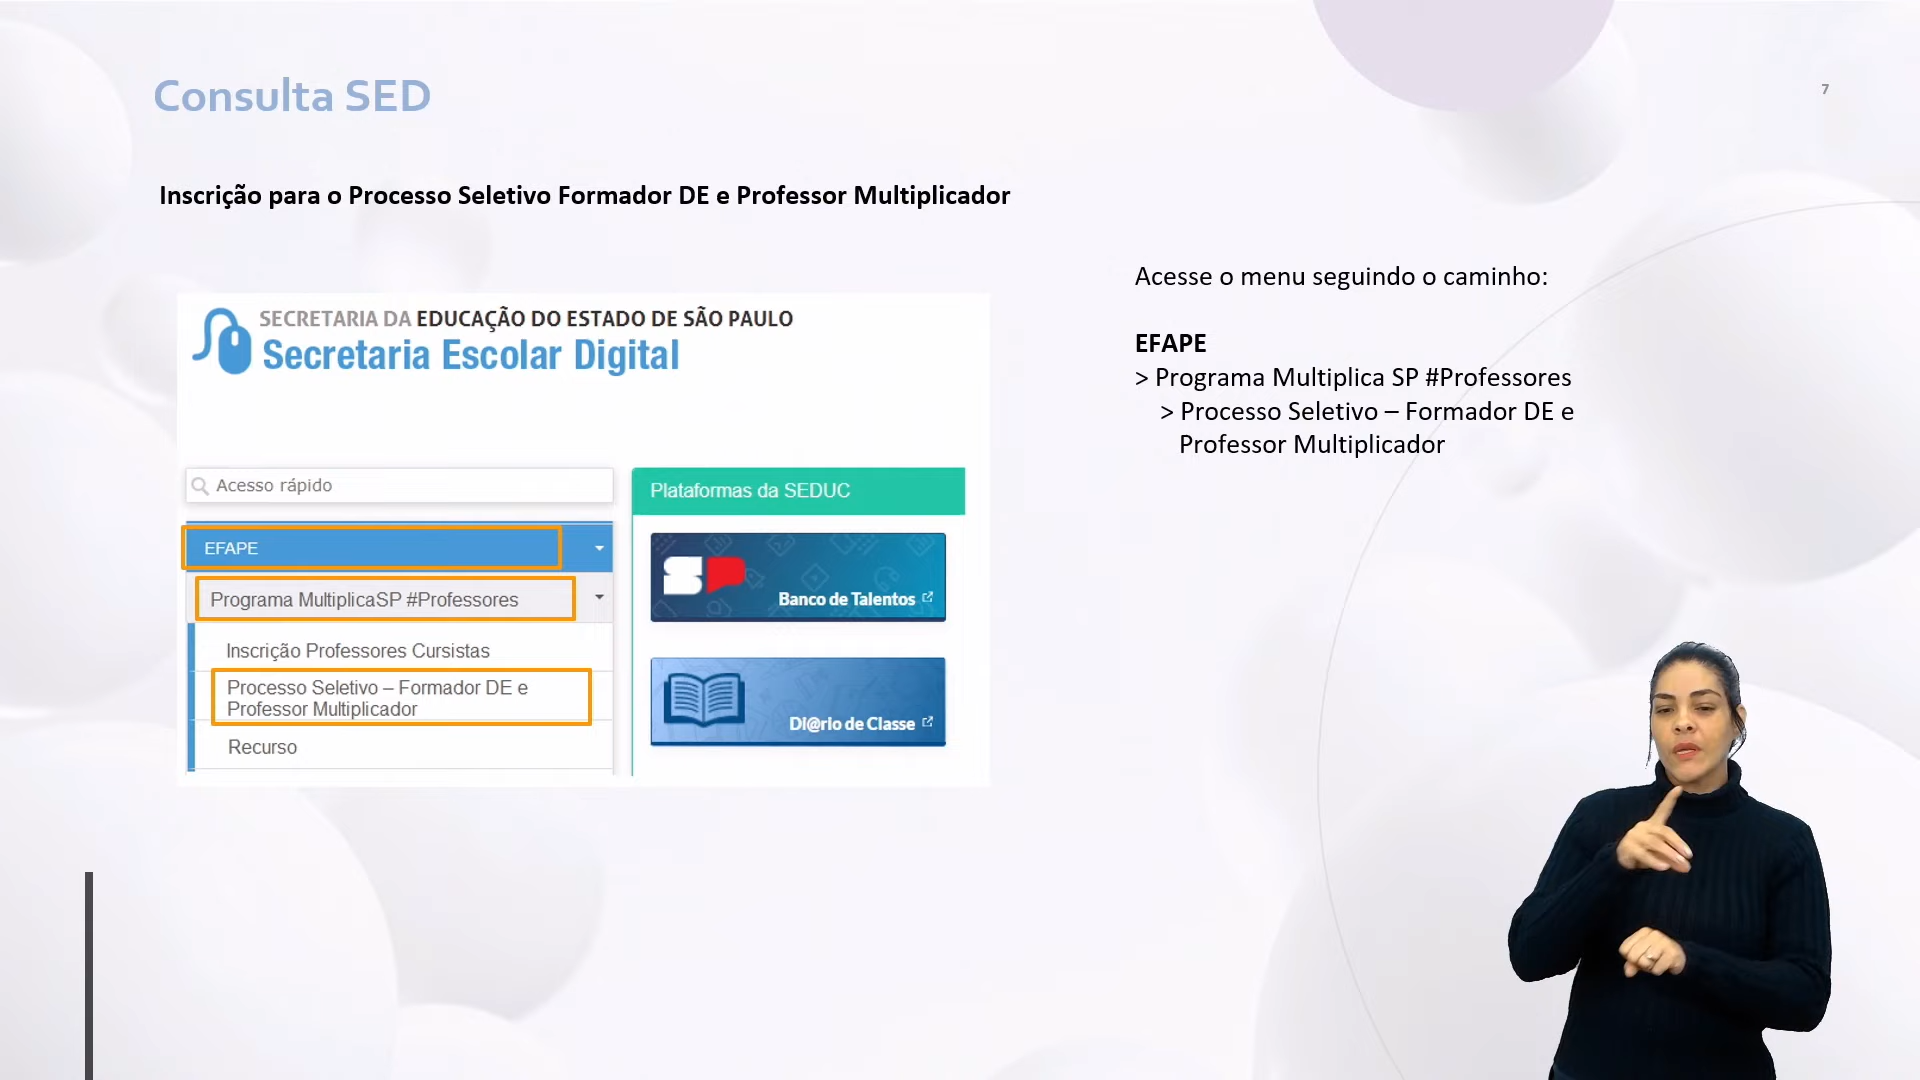 Consulta SED
7
Inscrição para o Processo Seletivo Formador DE e Professor Multiplicador
SECRETARIA DA EDUCAÇÃO DO ESTADO DE SÃO PAULO
Secretaria Escolar Digital
Acesso rápido
EFAPE
Programa MultiplicaSP #Professores
Inscrição Professores Cursistas
Processo Seletivo – Formador DE e
Professor Multiplicador
Recurso
Plataformas da SEDUC
SP
Banco de Talentos
Di@rio de Classe
Acesse o menu seguindo o caminho:
EFAPE
> Programa Multiplica SP #Professores
> Processo Seletivo – Formador DE e
Professor Multiplicador